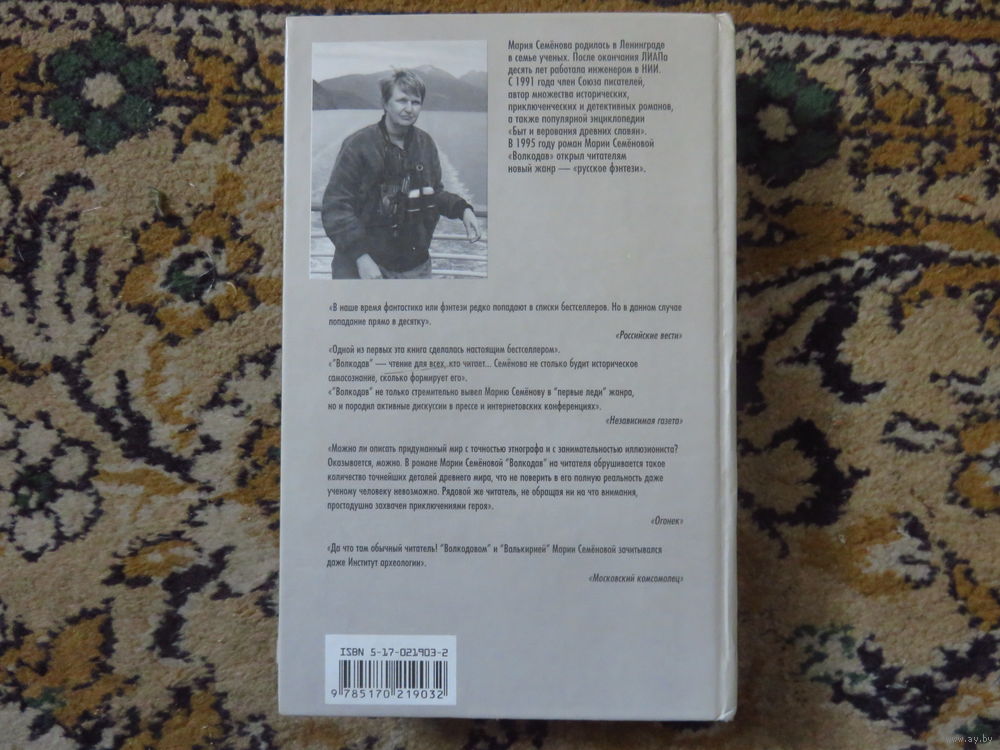 Мария Семёнова родилась в Ленинграде
в семье ученых. После окончания ЛИАПа
десять лет работала инженером в НИИ.
С 1991 года член Союза писателей,
автор множества исторических,
приключенческих и детективных романов,
а также популярной энциклопедии
«Быт и верования древних славян».
В 1995 году роман Марии Семёновой
«Волкодав» открыл читателям
новый жанр — «русское фэнтези».
«В наше время фантастика или фэнтези редко попадают в списки бестселлеров. Но в данном случае
попадание прямо в десятку».
«Российские вести»
«Одной из первых эта книга сделалась настоящим бестселлером».
«"Волкодав" — чтение для всех, кто читает... Семёнова не столько будит историческое
самосознание, сколько формирует его».
«"Волкодав" не только стремительно вывел Марию Семёнову в "первые леди" жанра,
но и породил активные дискуссии в прессе и интернетовских конференциях».
«Независимая газета»
«Можно ли описать придуманный мир с точностью этнографа и с занимательностью иллюзиониста?
Оказывается, можно. В романе Марии Семёновой "Волкодав" на читателя обрушивается такое
количество точнейших деталей древнего мира, что не поверить в его полную реальность даже
ученому человеку невозможно. Рядовой же читатель, не обращая ни на что внимания,
простодушно захвачен приключениями героя».
«Огонек»
«Да что там обычный читатель! "Волкодавом" и "Валькирией" Марии Семёновой зачитывался
даже Институт археологии».
«Московский комсомолец»
ISBN 5-17-021903-2
9 785170 219032
www.ay.by